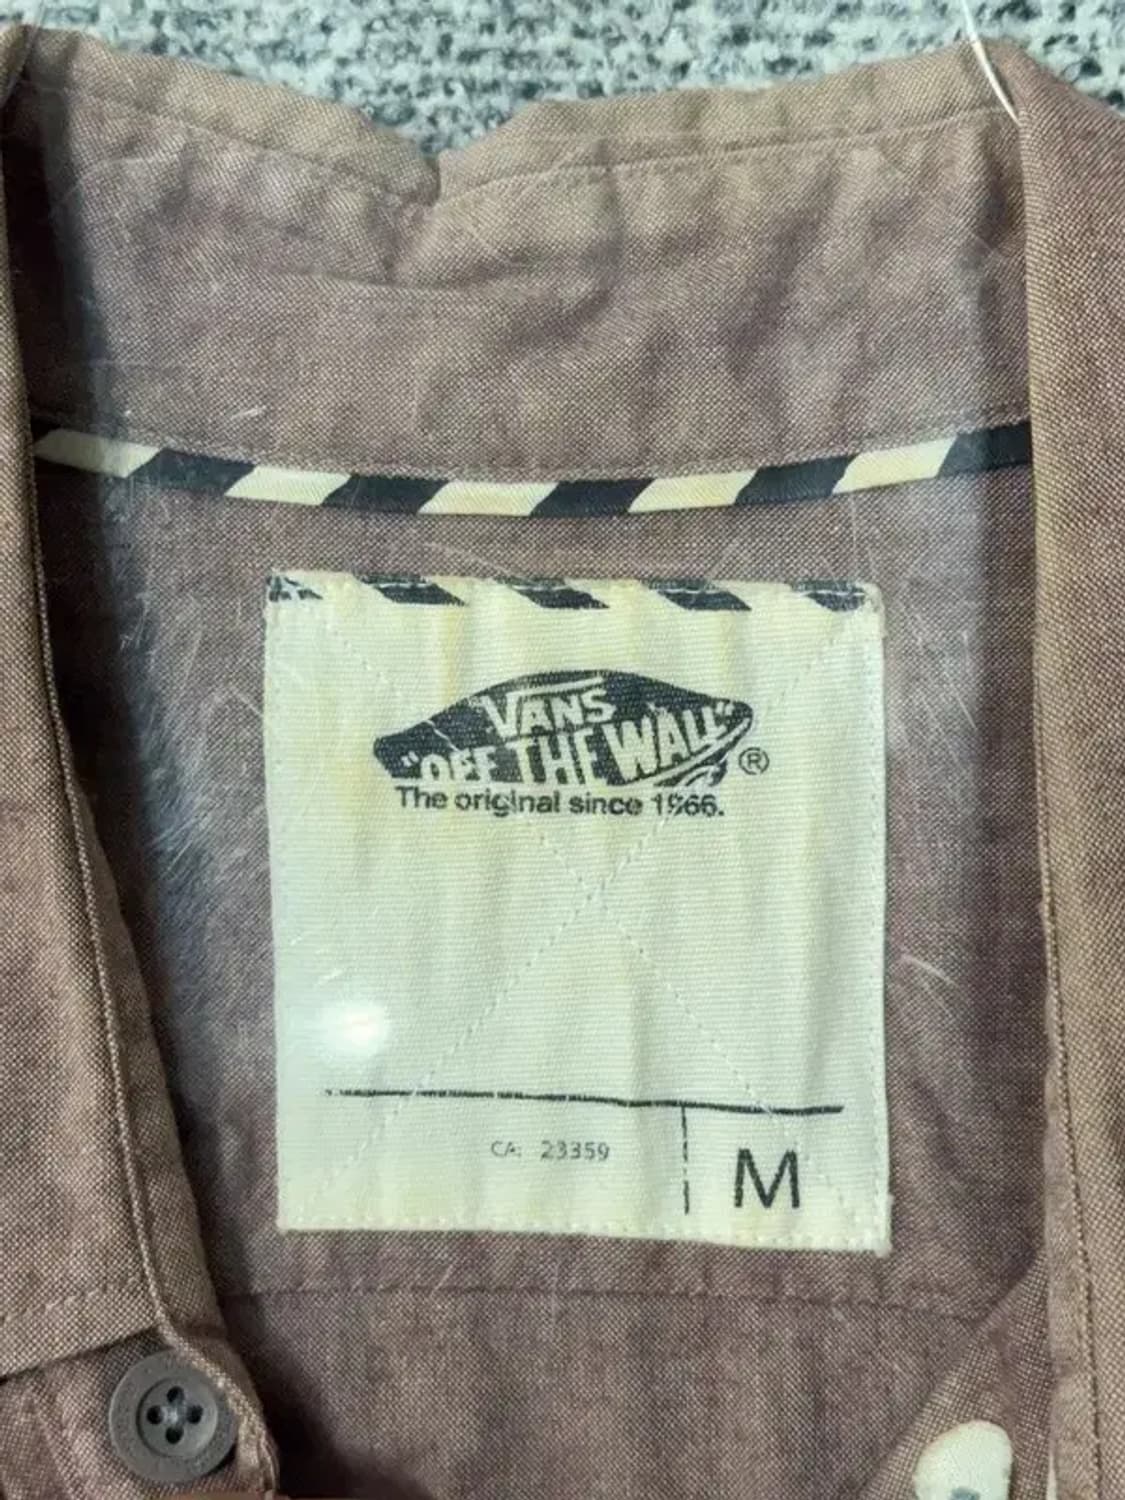 VANS
"OFF THE WALL"
®
The original since 1966.
CA: 23359
M